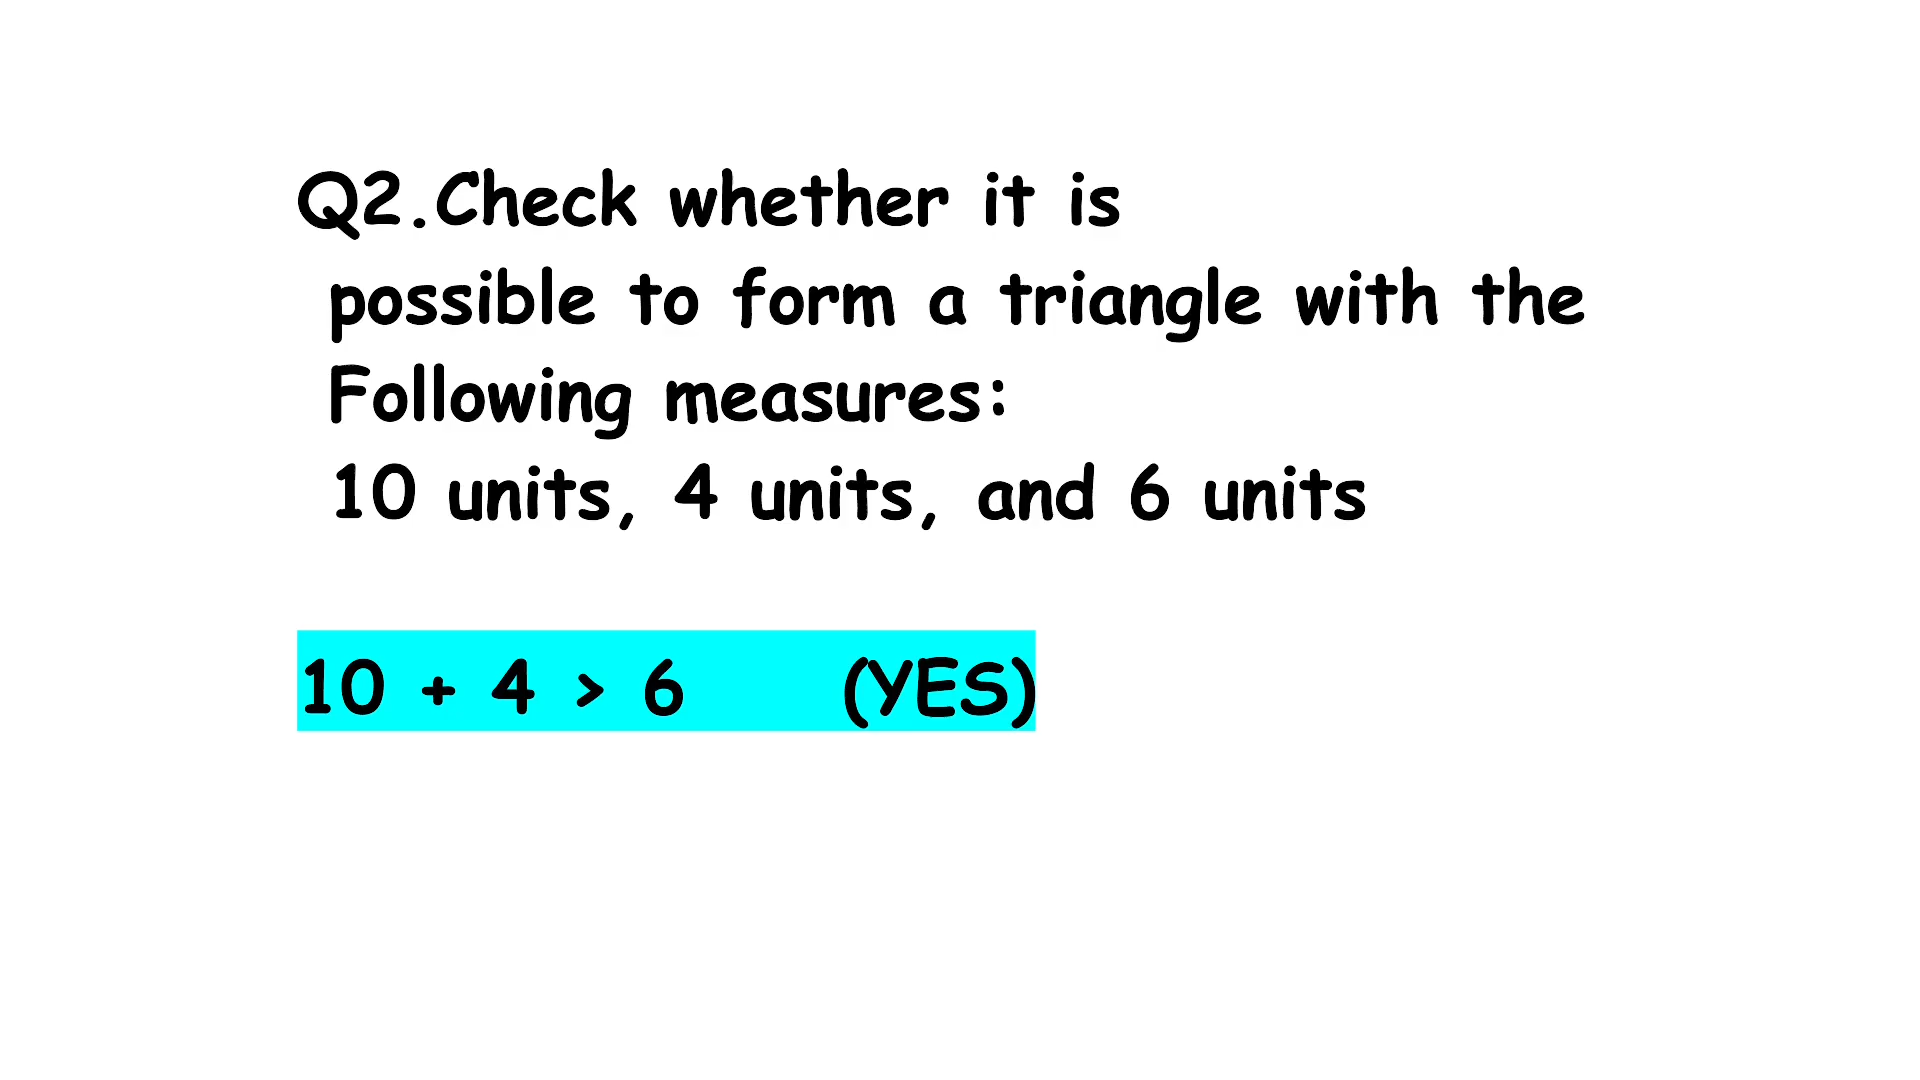 Q2.Check whether it is
possible to form a triangle with the
Following measures:
10 units, 4 units, and 6 units
10 + 4 > 6 (YES)